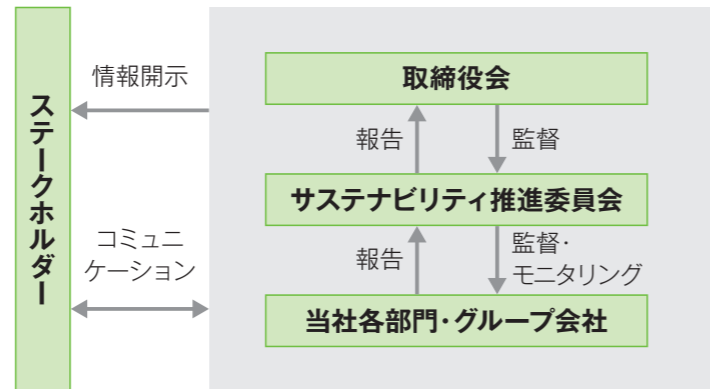 ステークホルダー
情報開示
コミュニ
ケーション
取締役会
報告
監督
サステナビリティ推進委員会
報告
監督・
モニタリング
当社各部門・グループ会社